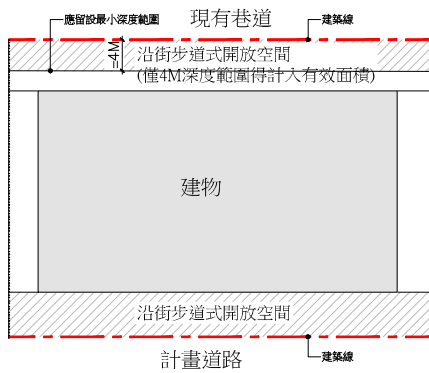 現有巷道
應留設最小深度範圍
建築線
=4M
沿街步道式開放空間
(僅4M深度範圍得計入有效面積)
建物
沿街步道式開放空間
計畫道路
建築線